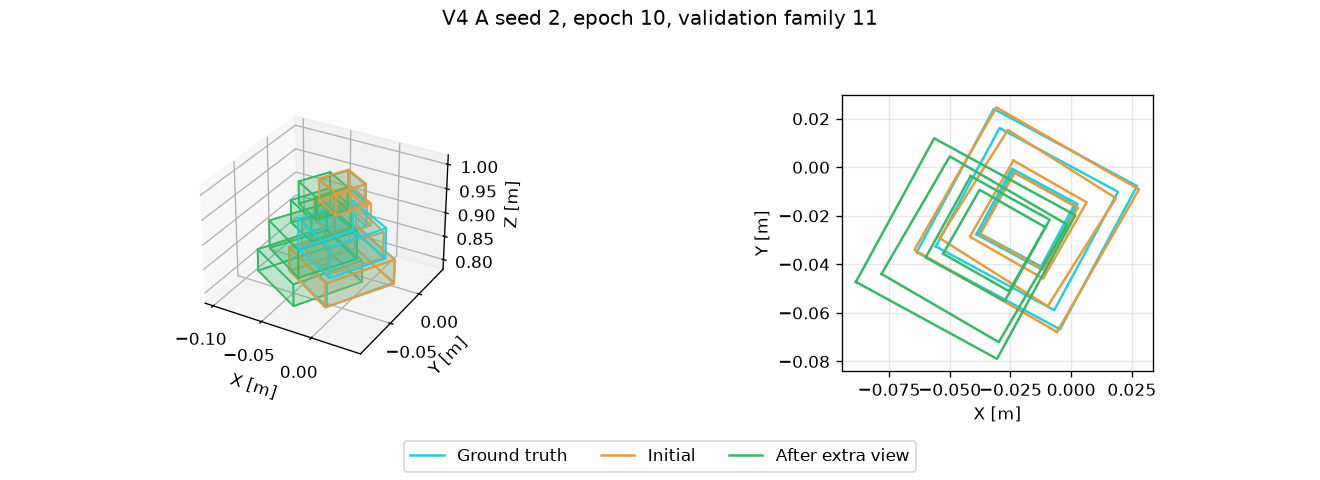 V4 A seed 2, epoch 10, validation family 11
1.00
0.95
0.90
0.85
0.80
Z [m]
−0.10
−0.05
0.00
X [m]
−0.05
0.00
Y [m]
0.02
0.00
−0.02
−0.04
−0.06
−0.08
Y [m]
−0.075 −0.050 −0.025 0.000 0.025
X [m]
Ground truth Initial After extra view